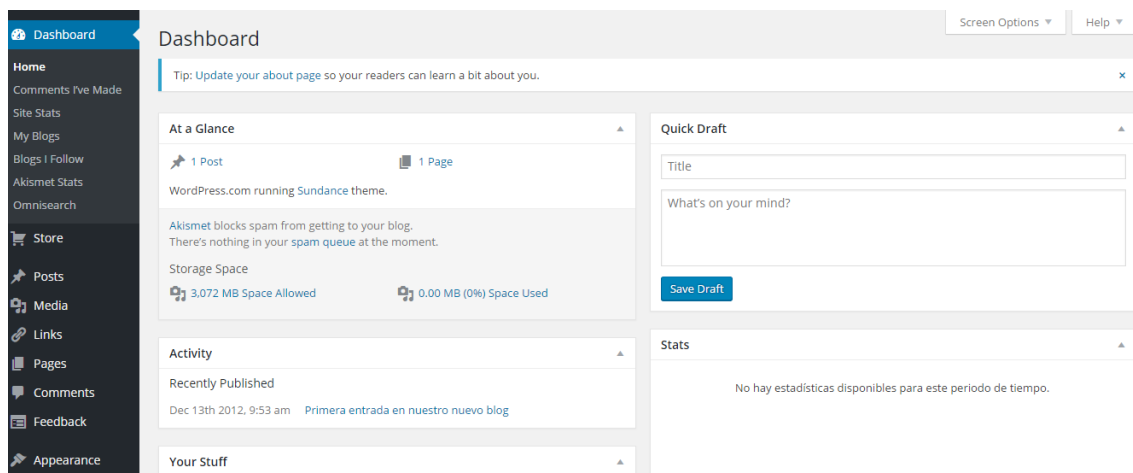 Screen Options
Help
Dashboard
Home
Comments I've Made
Site Stats
My Blogs
Blogs I Follow
Akismet Stats
Omnisearch
Store
Posts
Media
Links
Pages
Comments
Feedback
Appearance
Dashboard
Tip: Update your about page so your readers can learn a bit about you.
×
At a Glance
1 Post
1 Page
WordPress.com running Sundance theme.
Akismet blocks spam from getting to your blog.
There's nothing in your spam queue at the moment.
Storage Space
3,072 MB Space Allowed
0.00 MB (0%) Space Used
Activity
Recently Published
Dec 13th 2012, 9:53 am Primera entrada en nuestro nuevo blog
Your Stuff
Quick Draft
Title
What's on your mind?
Save Draft
Stats
No hay estadísticas disponibles para este periodo de tiempo.